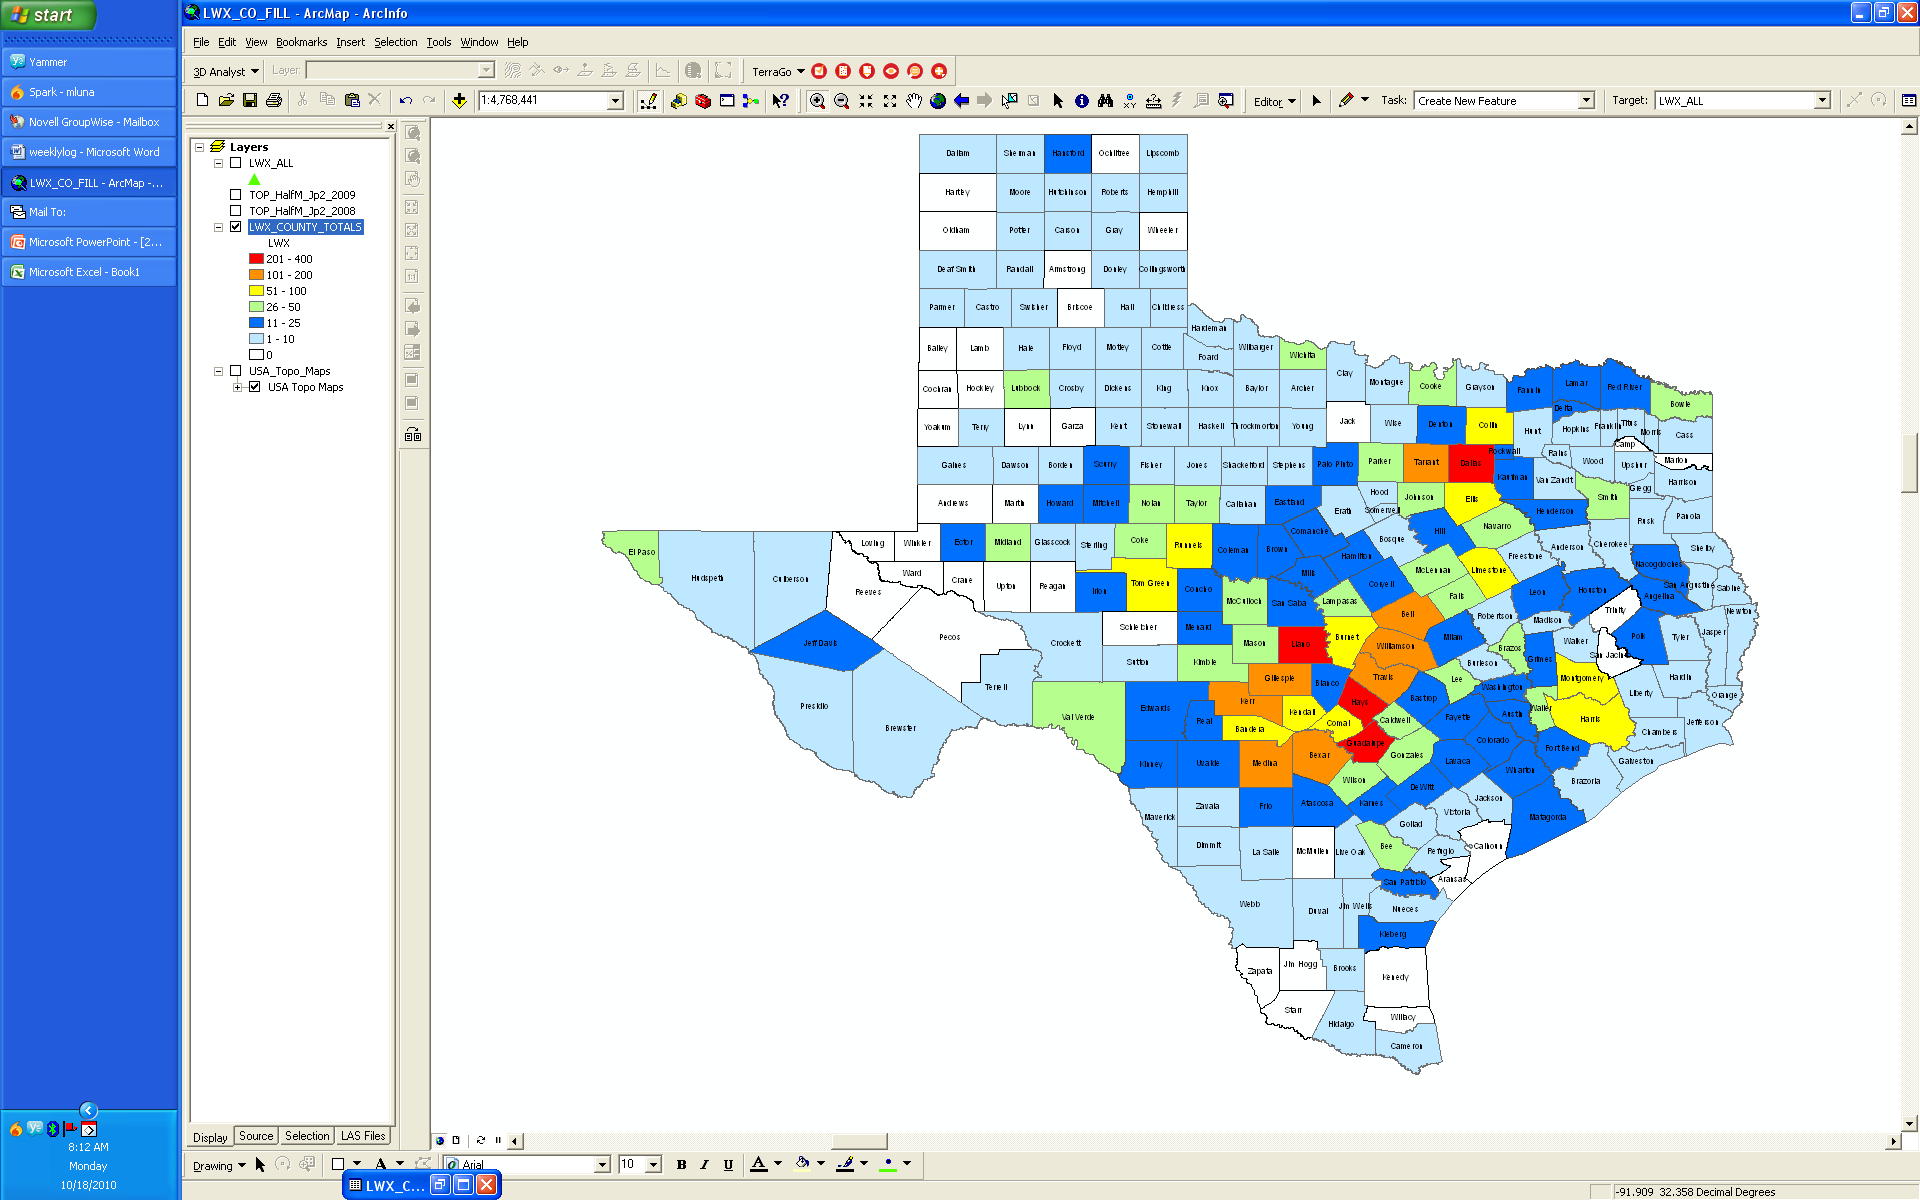 start
LWX_CO_FILL - ArcMap - ArcInfo
File Edit View Bookmarks Insert Selection Tools Window Help
3D Analyst Layer: TerraGo
1:4,768,441 Editor Task: Create New Feature Target: LWX_ALL
Yammer
Spark - mluna
Novell GroupWise - Mailbox
weeklylog - Microsoft Word
LWX_CO_FILL - ArcMap -...
Mail To:
Microsoft PowerPoint - [2...
Microsoft Excel - Book1
Layers
LWX_ALL
TOP_HalfM_Jp2_2009
TOP_HalfM_Jp2_2008
LWX_COUNTY_TOTALS
LWX
201 - 400
101 - 200
51 - 100
26 - 50
11 - 25
1 - 10
0
USA_Topo_Maps
USA Topo Maps
Dallam Sherman Hansford Ochiltree Lipscomb
Hartley Moore Hutchinson Roberts Hemphill
Oldham Potter Carson Gray Wheeler
Deaf Smith Randall Armstrong Donley Collingsworth
Parmer Castro Swisher Briscoe Hall Childress
Hardeman
Bailey Lamb Hale Floyd Motley Cottle Foard Wilbarger Wichita
Clay Montague Cooke Grayson Fannin Lamar Red River Bowie
Cochran Hockley Lubbock Crosby Dickens King Knox Baylor Archer
Yoakum Terry Lynn Garza Kent Stonewall Haskell Throckmorton Young Jack Wise Denton Collin Hunt Delta Hopkins Franklin Titus Morris Cass
Camp
Gaines Dawson Borden Scurry Fisher Jones Shackelford Stephens Palo Pinto Parker Tarrant Dallas Rockwall Kaufman Rains Wood Upshur Marion
Van Zandt Gregg Harrison
Andrews Martin Howard Mitchell Nolan Taylor Callahan Eastland Erath Hood Somervell Johnson Ellis Henderson Smith
Rusk Panola
El Paso Hudspeth Culberson Loving Winkler Ector Midland Glasscock Sterling Coke Runnels Coleman Brown Comanche Hamilton Bosque Hill Navarro Freestone Anderson Cherokee Shelby
Nacogdoches
Ward Crane Upton Reagan Irion Tom Green Concho McCulloch San Saba Mills Lampasas Coryell McLennan Limestone Falls Leon Houston Angelina San Augustine Sabine
Reeves Newton
Jeff Davis Pecos Crockett Schleicher Menard Mason Llano Burnet Bell Williamson Milam Robertson Madison Trinity Walker San Jacin Polk Tyler Jasper
Brazos Grimes Burleson
Sutton Kimble Gillespie Blanco Travis Lee Washington Montgomery Liberty Hardin Orange
Presidio Brewster Terrell Val Verde Edwards Real Kerr Kendall Bandera Comal Hays Caldwell Bastrop Fayette Austin Waller Harris Chambers Jefferson
Kinney Uvalde Medina Bexar Guadalupe Gonzales Lavaca Colorado Wharton Fort Bend Galveston
Wilson De Witt Brazoria
Maverick Zavala Frio Atascosa Karnes Goliad Victoria Jackson Matagorda
Dimmit La Salle McMullen Live Oak Bee Refugio Calhoun
San Patricio Aransas
Webb Duval Jim Wells Nueces
Kleberg
Zapata Jim Hogg Brooks Kenedy
Starr Hidalgo Willacy
Cameron
Display Source Selection LAS Files
Drawing A Arial 10 B I U A
LWX_C...
8:12 AM
Monday
10/18/2010
-91.909 32.358 Decimal Degrees